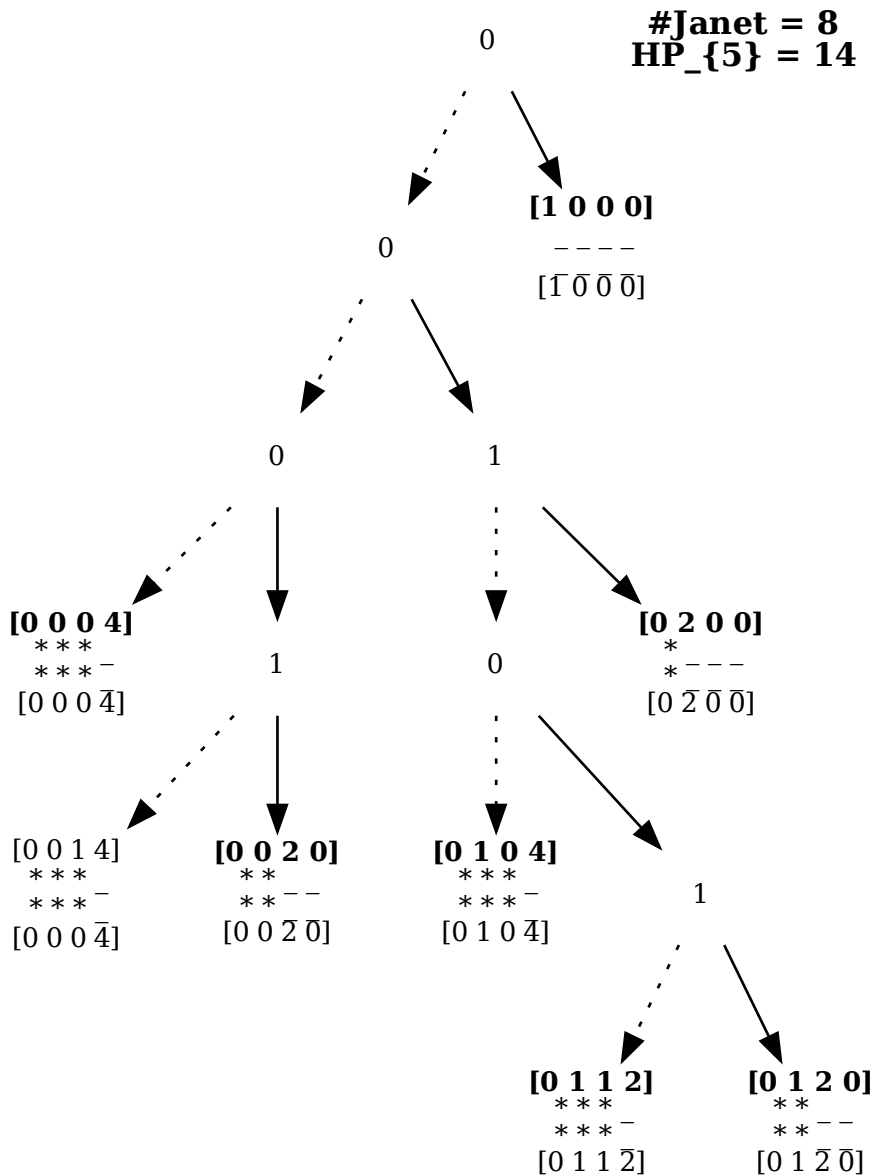 #Janet = 8
HP_{5} = 14
0
[1 0 0 0]
_ _ _ _
_ _ _ _
[1 0 0 0]
0
0
1
[0 0 0 4]
* * *
* * * _
[0 0 0 4]
1
0
[0 2 0 0]
*
* _ _ _
[0 2 0 0]
[0 0 1 4]
* * *
* * * _
[0 0 0 4]
[0 0 2 0]
* *
* * _ _
[0 0 2 0]
[0 1 0 4]
* * *
* * * _
[0 1 0 4]
1
[0 1 1 2]
* * *
* * * _
[0 1 1 2]
[0 1 2 0]
* *
* * _ _
[0 1 2 0]